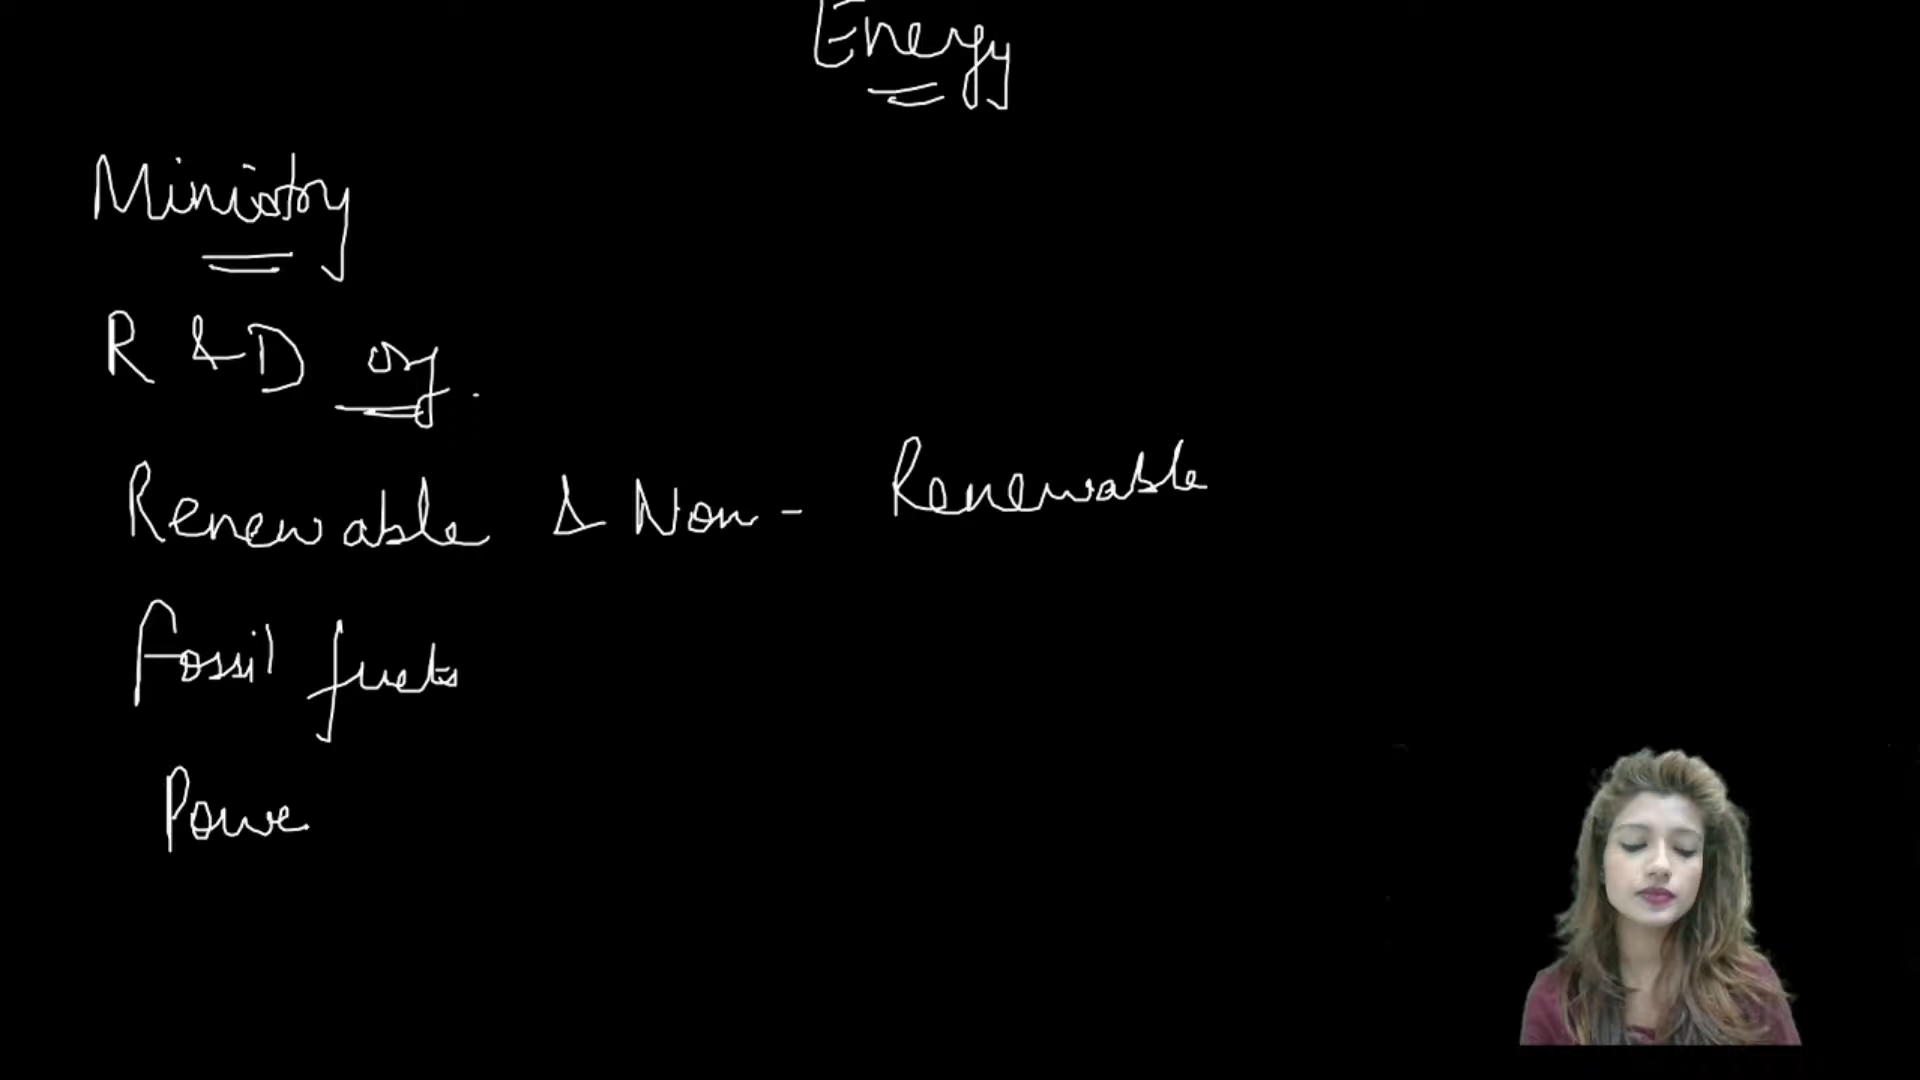 Energy
Ministry
R & D org.
Renewable & Non - Renewable
Fossil fuels
Powe